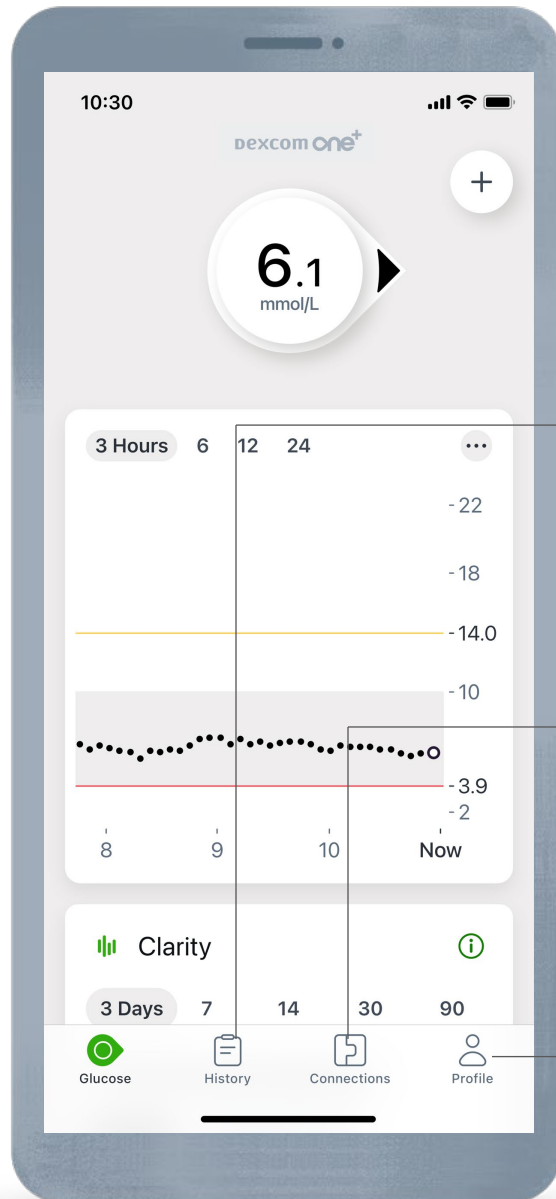 10:30
Dexcom ONE+
+
6.1
mmol/L
3 Hours 6 12 24
22
18
14.0
10
3.9
2
8 9 10 Now
Clarity
3 Days 7 14 30 90
Glucose History Connections Profile